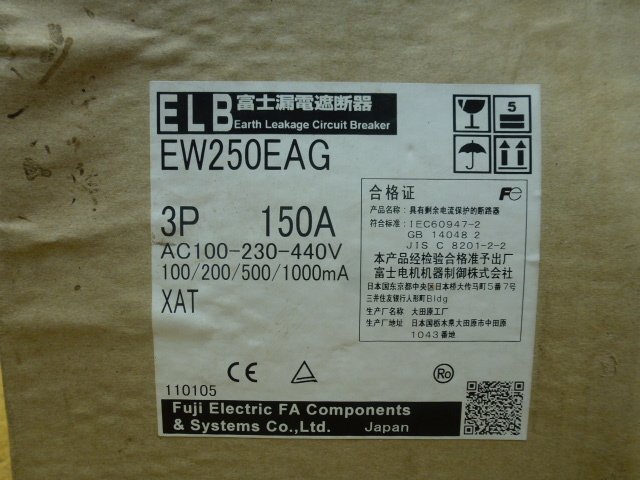 ELB 富士漏電遮断器
Earth Leakage Circuit Breaker
EW250EAG
5
3P 150A
AC100-230-440V
100/200/500/1000mA
XAT
合格证 Fe
产品名称: 具有剩余电流保护的断路器
符合标准: IEC60947-2
GB 14048 2
JIS C 8201-2-2
本产品经检验合格准予出厂
富士电机机器制御株式会社
日本国东京都中央区日本桥大传马町5番7号
三井住友银行人形町Bldg
生产厂名称: 大田原工厂
生产厂地址: 日本国栃木県大田原市中田原
1043番地
CE Ro
110105
Fuji Electric FA Components
& Systems Co.,Ltd. Japan